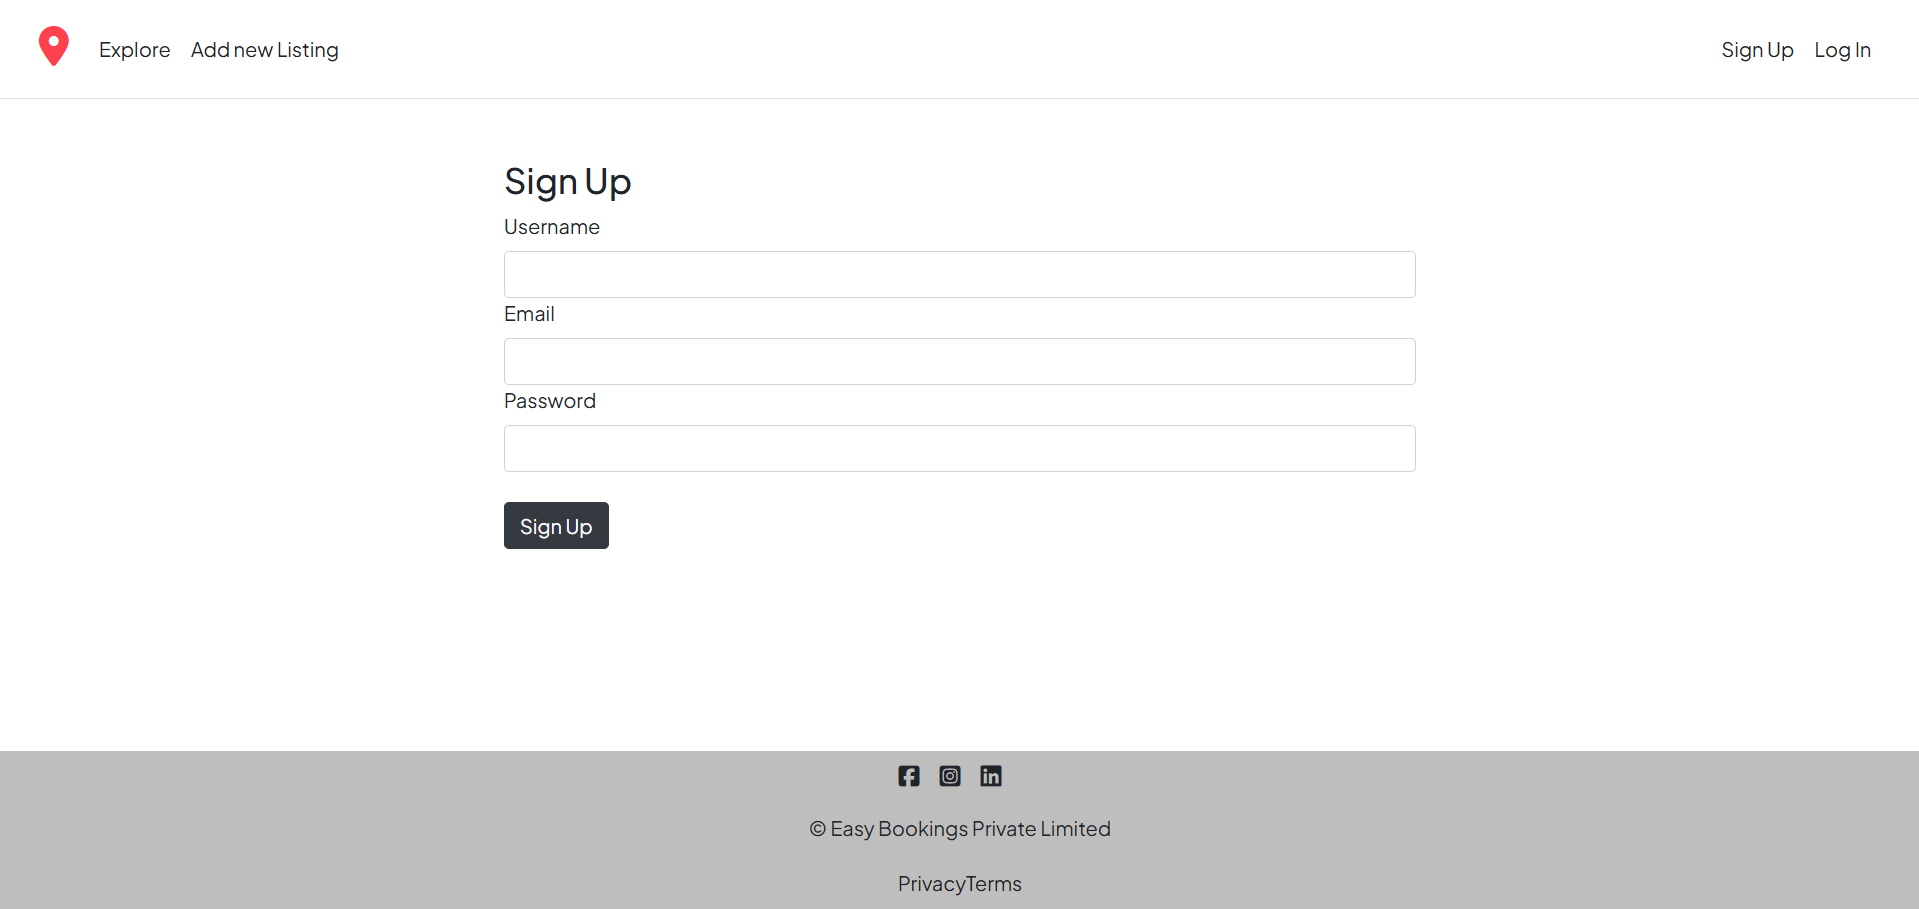 Explore Add new Listing Sign Up Log In
Sign Up
Username
Email
Password
Sign Up
© Easy Bookings Private Limited
PrivacyTerms